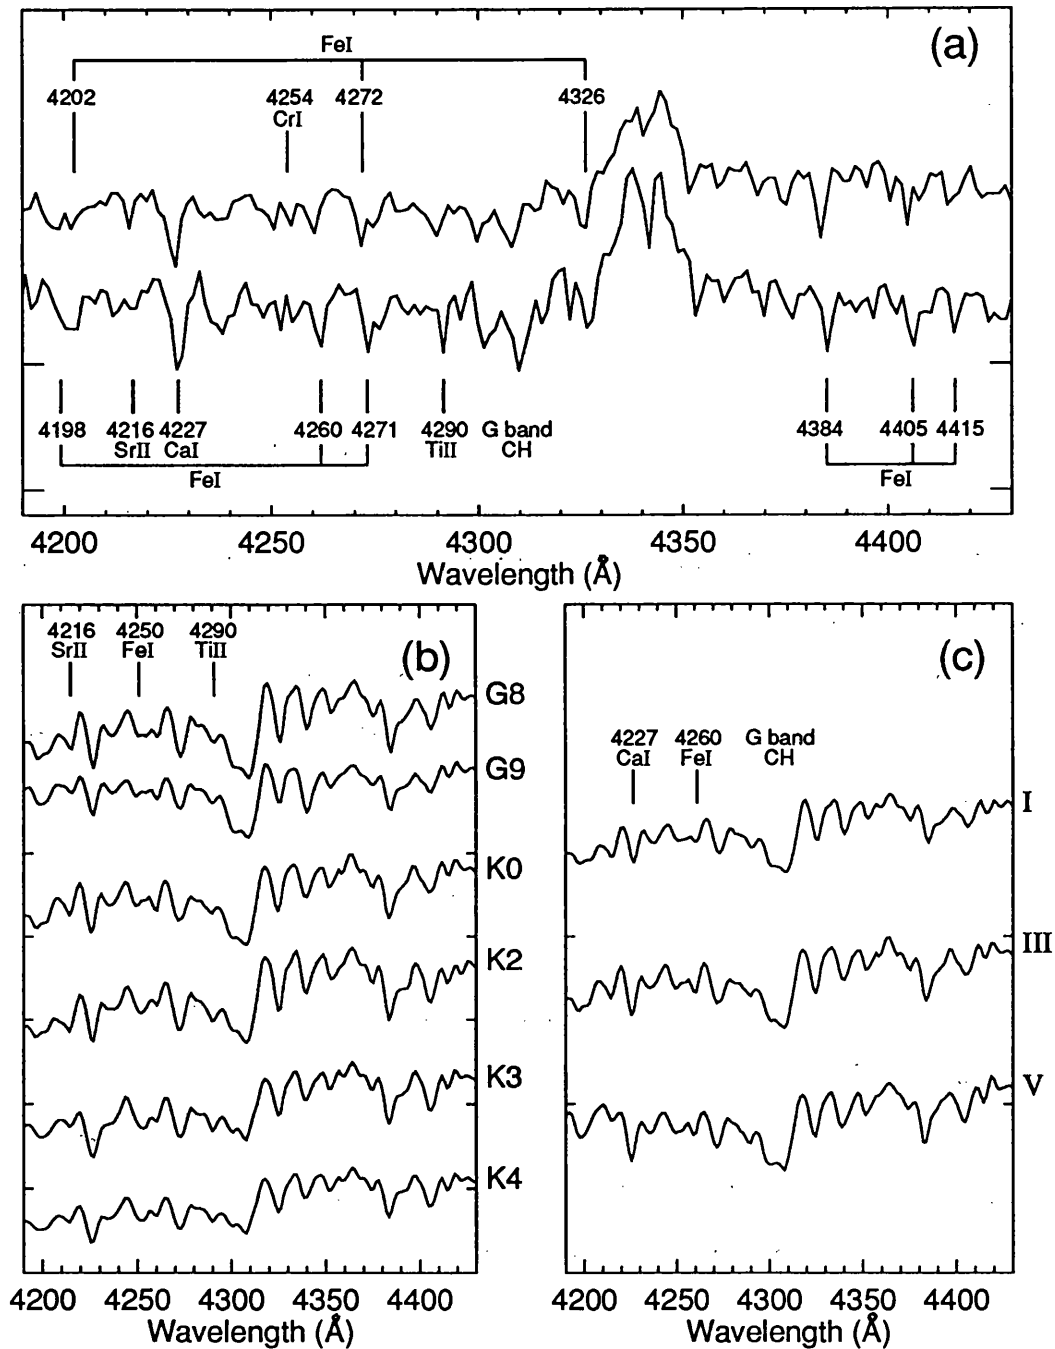 (a)
FeI
4202 4254 4272 4326
CrI
4198 4216 4227 4260 4271 4290 G band 4384 4405 4415
SrII CaI TiII CH
FeI FeI
4200 4250 4300 4350 4400
Wavelength (Å)
(b)
4216 4250 4290
SrII FeI TiII
G8
G9
K0
K2
K3
K4
4200 4250 4300 4350 4400
Wavelength (Å)
(c)
4227 4260 G band
CaI FeI CH
I
III
V
4200 4250 4300 4350 4400
Wavelength (Å)